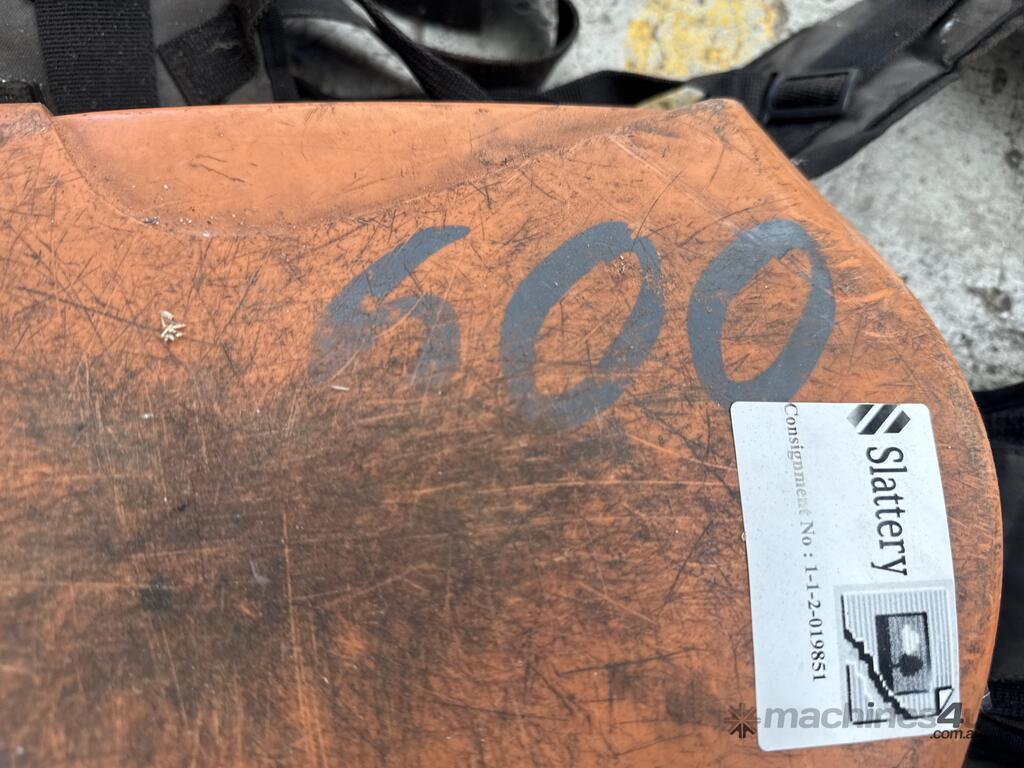 600
Slattery
Consignment No : 1-1-2-019851
machines4u
.com.au